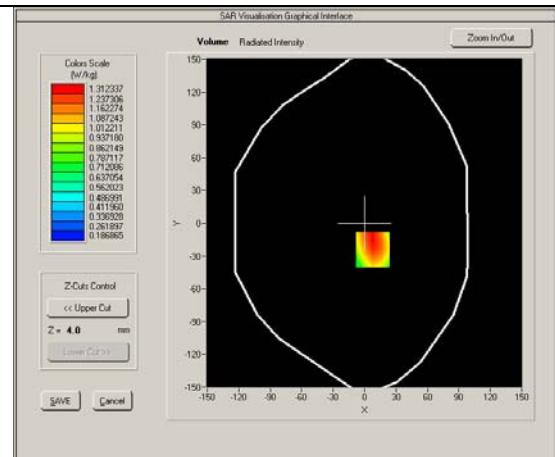 SAR Visualisation Graphical Interface
Volume Radiated Intensity
Zoom In/Out
Colors Scale
(W/kg)
1.312337
1.237306
1.162274
1.087243
1.012211
0.937180
0.862149
0.787117
0.712086
0.637054
0.562023
0.486991
0.411960
0.336928
0.261897
0.186865
Z-Cuts Control
<< Upper Cut
Z = 4.0 mm
Lower Cut >>
SAVE
Cancel
150
120
90
60
30
0
-30
-60
-90
-120
-150
Y
-150 -120 -90 -60 -30 0 30 60 90 120 150
X